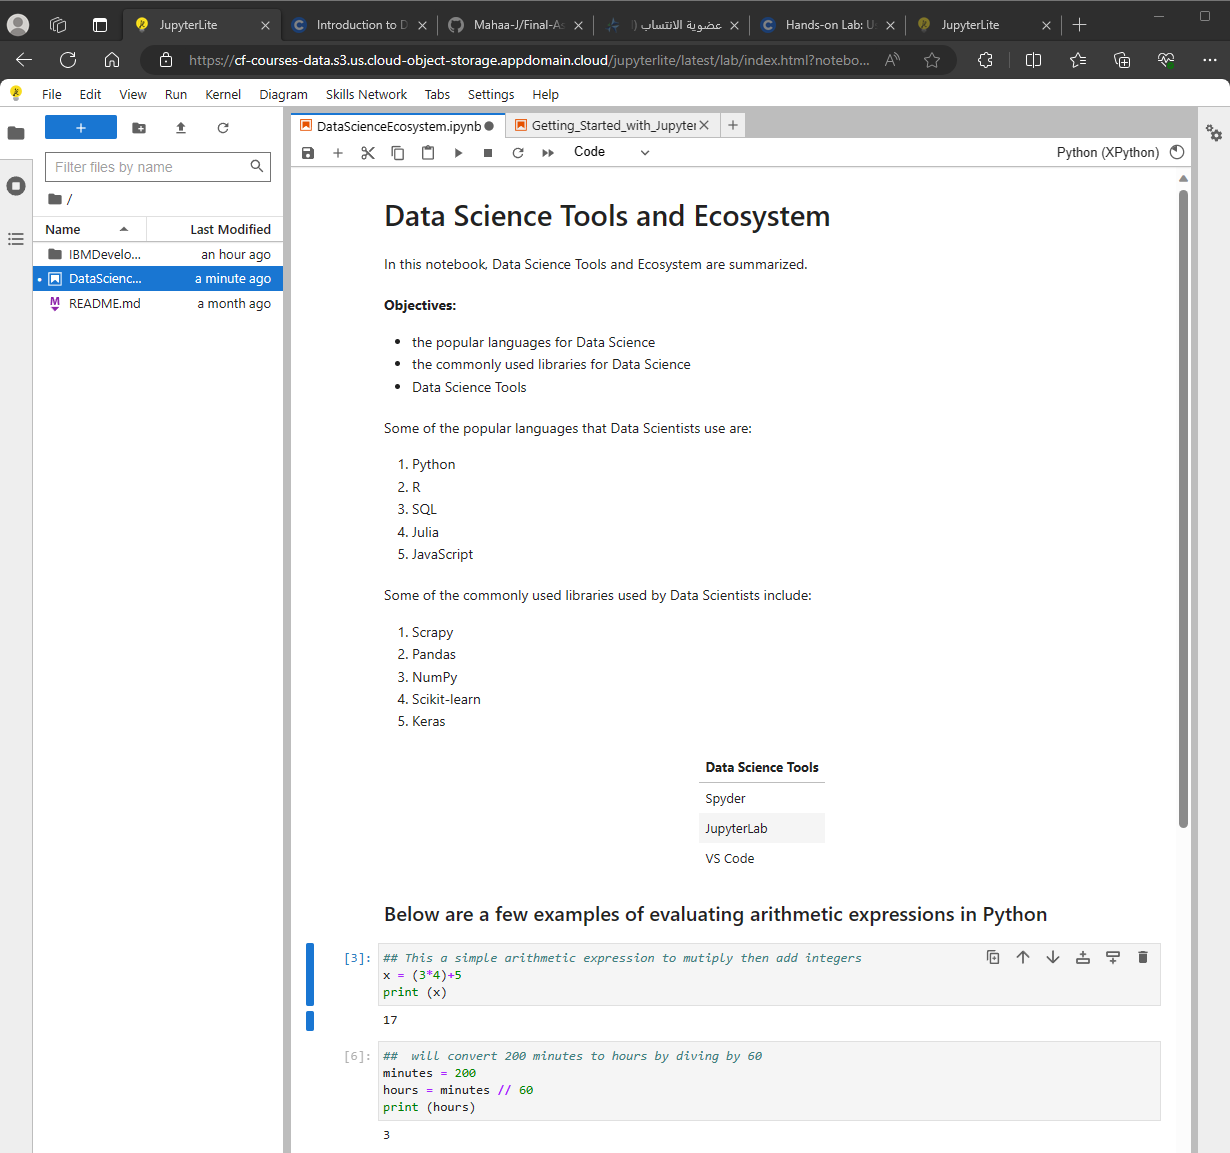 JupyterLite
Introduction to D
Mahaa-J/Final-As
عضوية الانتساب (
Hands-on Lab: Us
JupyterLite
https://cf-courses-data.s3.us.cloud-object-storage.appdomain.cloud/jupyterlite/latest/lab/index.html?notebo...
File Edit View Run Kernel Diagram Skills Network Tabs Settings Help
DataScienceEcosystem.ipynb
Getting_Started_with_Jupyter
Filter files by name
Code
Python (XPython)
/
Name Last Modified
IBMDevelo... an hour ago
DataScienc... a minute ago
README.md a month ago
Data Science Tools and Ecosystem
In this notebook, Data Science Tools and Ecosystem are summarized.
Objectives:
• the popular languages for Data Science
• the commonly used libraries for Data Science
• Data Science Tools
Some of the popular languages that Data Scientists use are:
1. Python
2. R
3. SQL
4. Julia
5. JavaScript
Some of the commonly used libraries used by Data Scientists include:
1. Scrapy
2. Pandas
3. NumPy
4. Scikit-learn
5. Keras
Data Science Tools
Spyder
JupyterLab
VS Code
Below are a few examples of evaluating arithmetic expressions in Python
[3]: ## This a simple arithmetic expression to mutiply then add integers
x = (3*4)+5
print (x)
17
[6]: ##  will convert 200 minutes to hours by diving by 60
minutes = 200
hours = minutes // 60
print (hours)
3